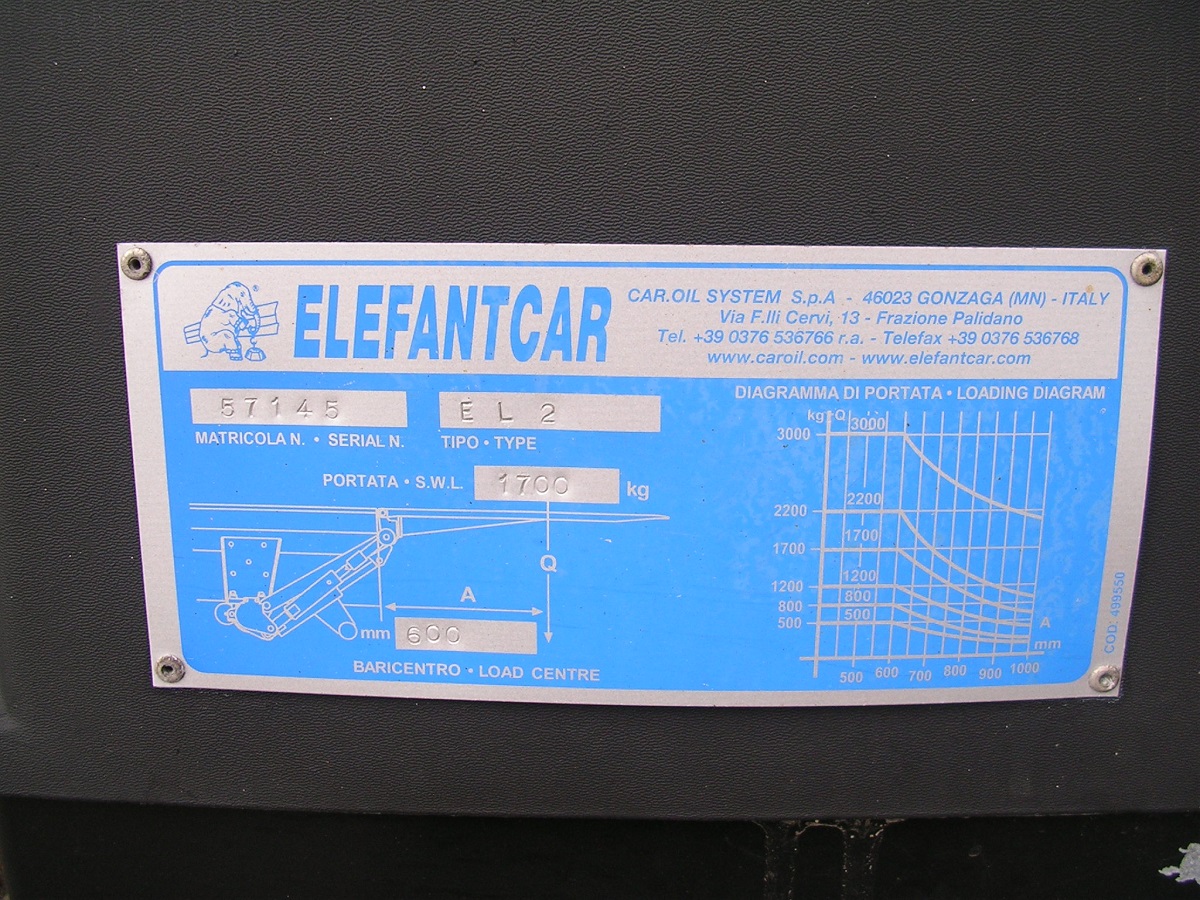 ELEFANTCAR
®
CAR.OIL SYSTEM S.p.A - 46023 GONZAGA (MN) - ITALY
Via F.lli Cervi, 13 - Frazione Palidano
Tel. +39 0376 536766 r.a. - Telefax +39 0376 536768
www.caroil.com - www.elefantcar.com
57145
EL2
MATRICOLA N. • SERIAL N.
TIPO • TYPE
PORTATA • S.W.L.
1700
kg
Q
A
mm
600
BARICENTRO • LOAD CENTRE
DIAGRAMMA DI PORTATA • LOADING DIAGRAM
kg-Q
3000
3000
2200
2200
1700
1700
1200
1200
800
800
500
500
A
mm
500 600 700 800 900 1000
COD: 499550